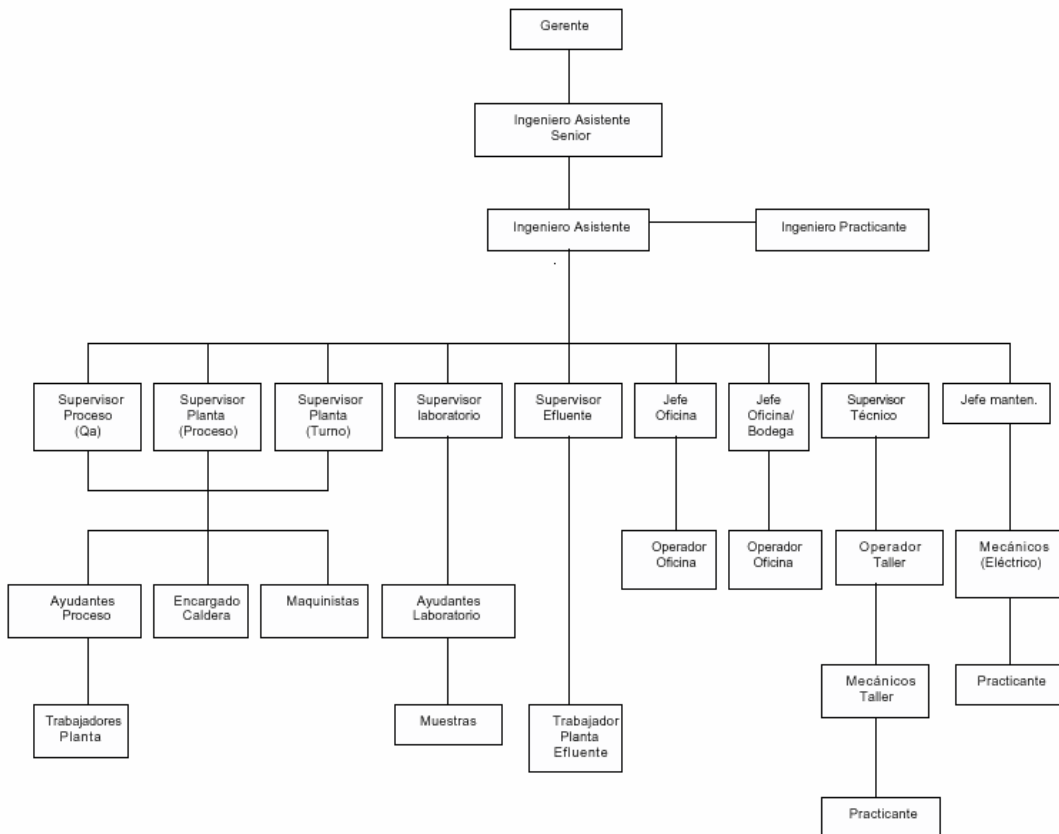 Gerente
Ingeniero Asistente
Senior
Ingeniero Asistente
Ingeniero Practicante
Supervisor
Proceso
(Qa)
Supervisor
Planta
(Proceso)
Supervisor
Planta
(Turno)
Supervisor
laboratorio
Supervisor
Efluente
Jefe
Oficina
Jefe
Oficina/
Bodega
Supervisor
Técnico
Jefe manten.
Operador
Oficina
Operador
Oficina
Operador
Taller
Mecánicos
(Eléctrico)
Ayudantes
Proceso
Encargado
Caldera
Maquinistas
Ayudantes
Laboratorio
Mecánicos
Taller
Practicante
Trabajadores
Planta
Muestras
Trabajador
Planta
Efluente
Practicante